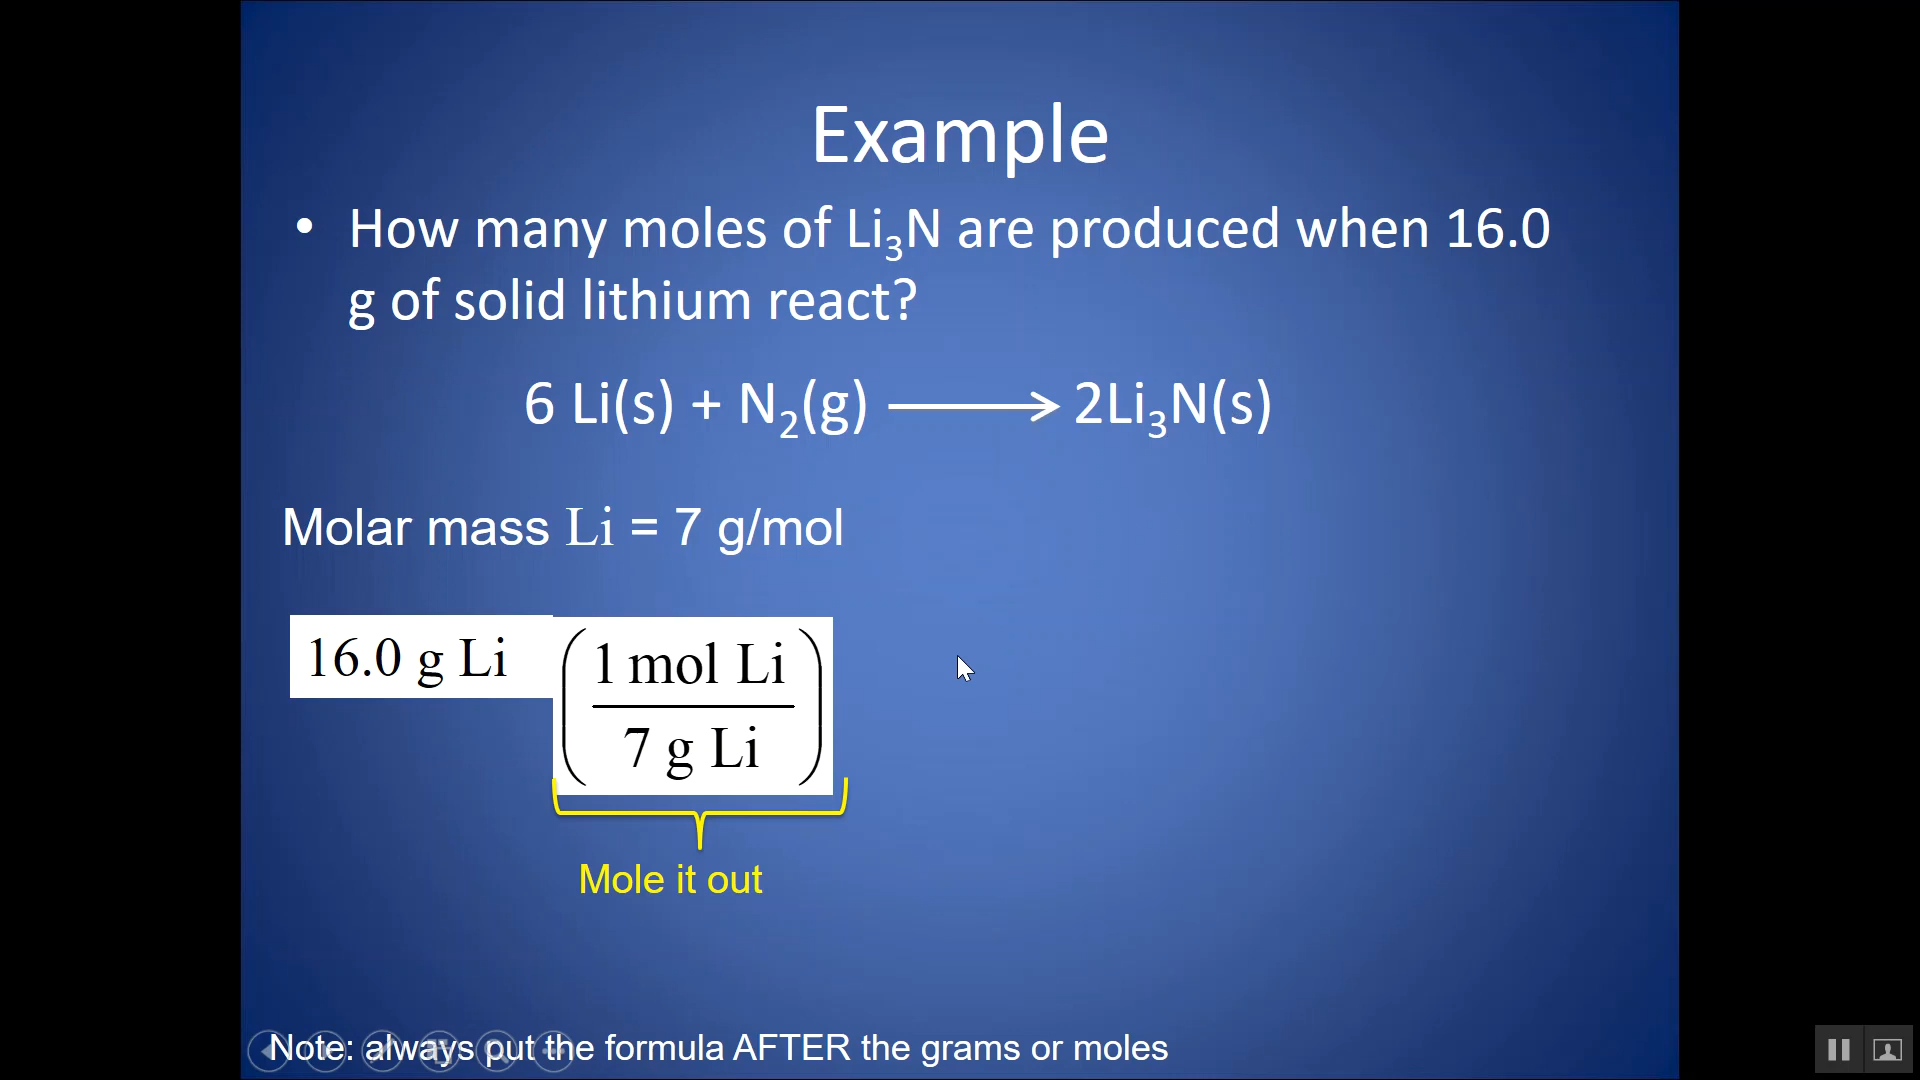 Example
• How many moles of Li₃N are produced when 16.0
g of solid lithium react?
6 Li(s) + N₂(g) ⟶ 2Li₃N(s)
Molar mass Li = 7 g/mol
16.0 g Li (1 mol Li / 7 g Li)
Mole it out
Note: always put the formula AFTER the grams or moles